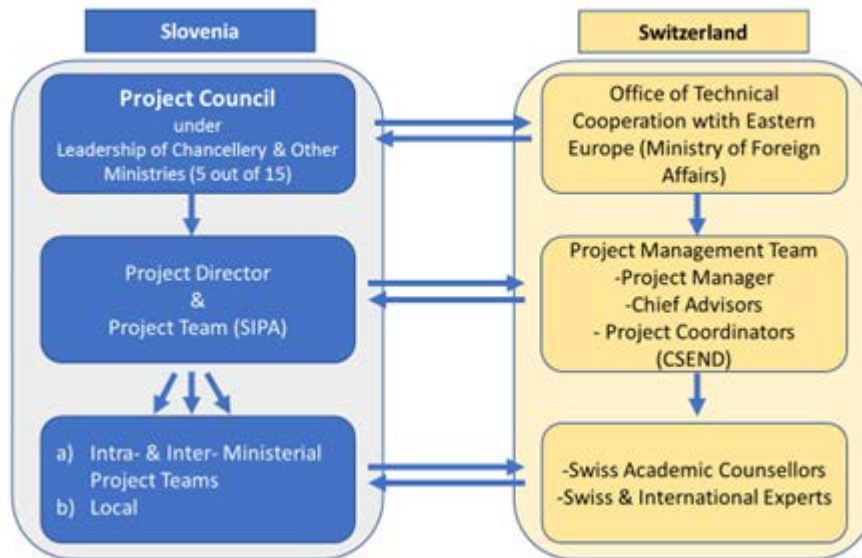 Slovenia
Project Council
under
Leadership of Chancellery & Other
Ministries (5 out of 15)
Project Director
&
Project Team (SIPA)
a) Intra- & Inter- Ministerial
Project Teams
b) Local
Switzerland
Office of Technical
Cooperation wtith Eastern
Europe (Ministry of Foreign
Affairs)
Project Management Team
-Project Manager
-Chief Advisors
- Project Coordinators
(CSEND)
-Swiss Academic Counsellors
-Swiss & International Experts